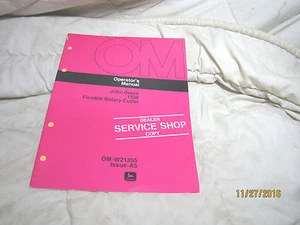 OM
Operator's
Manual
John Deere
1508
Flexible Rotary Cutter
DEALER
SERVICE SHOP
COPY
OM-W21355
Issue-A5
11/27/2016